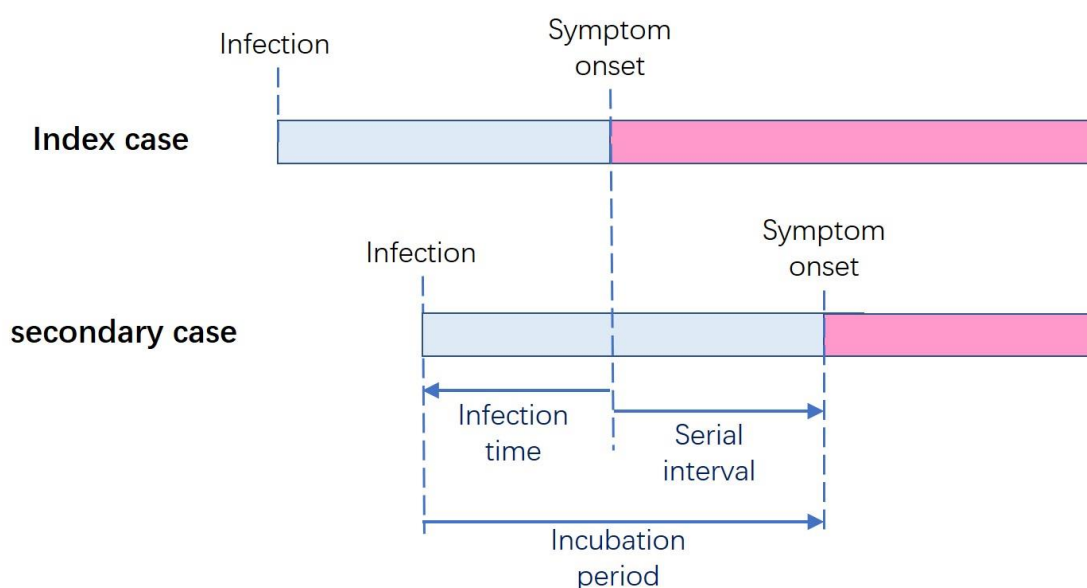 Infection
Symptom
onset
Index case
Infection
Symptom
onset
secondary case
Infection
time
Serial
interval
Incubation
period